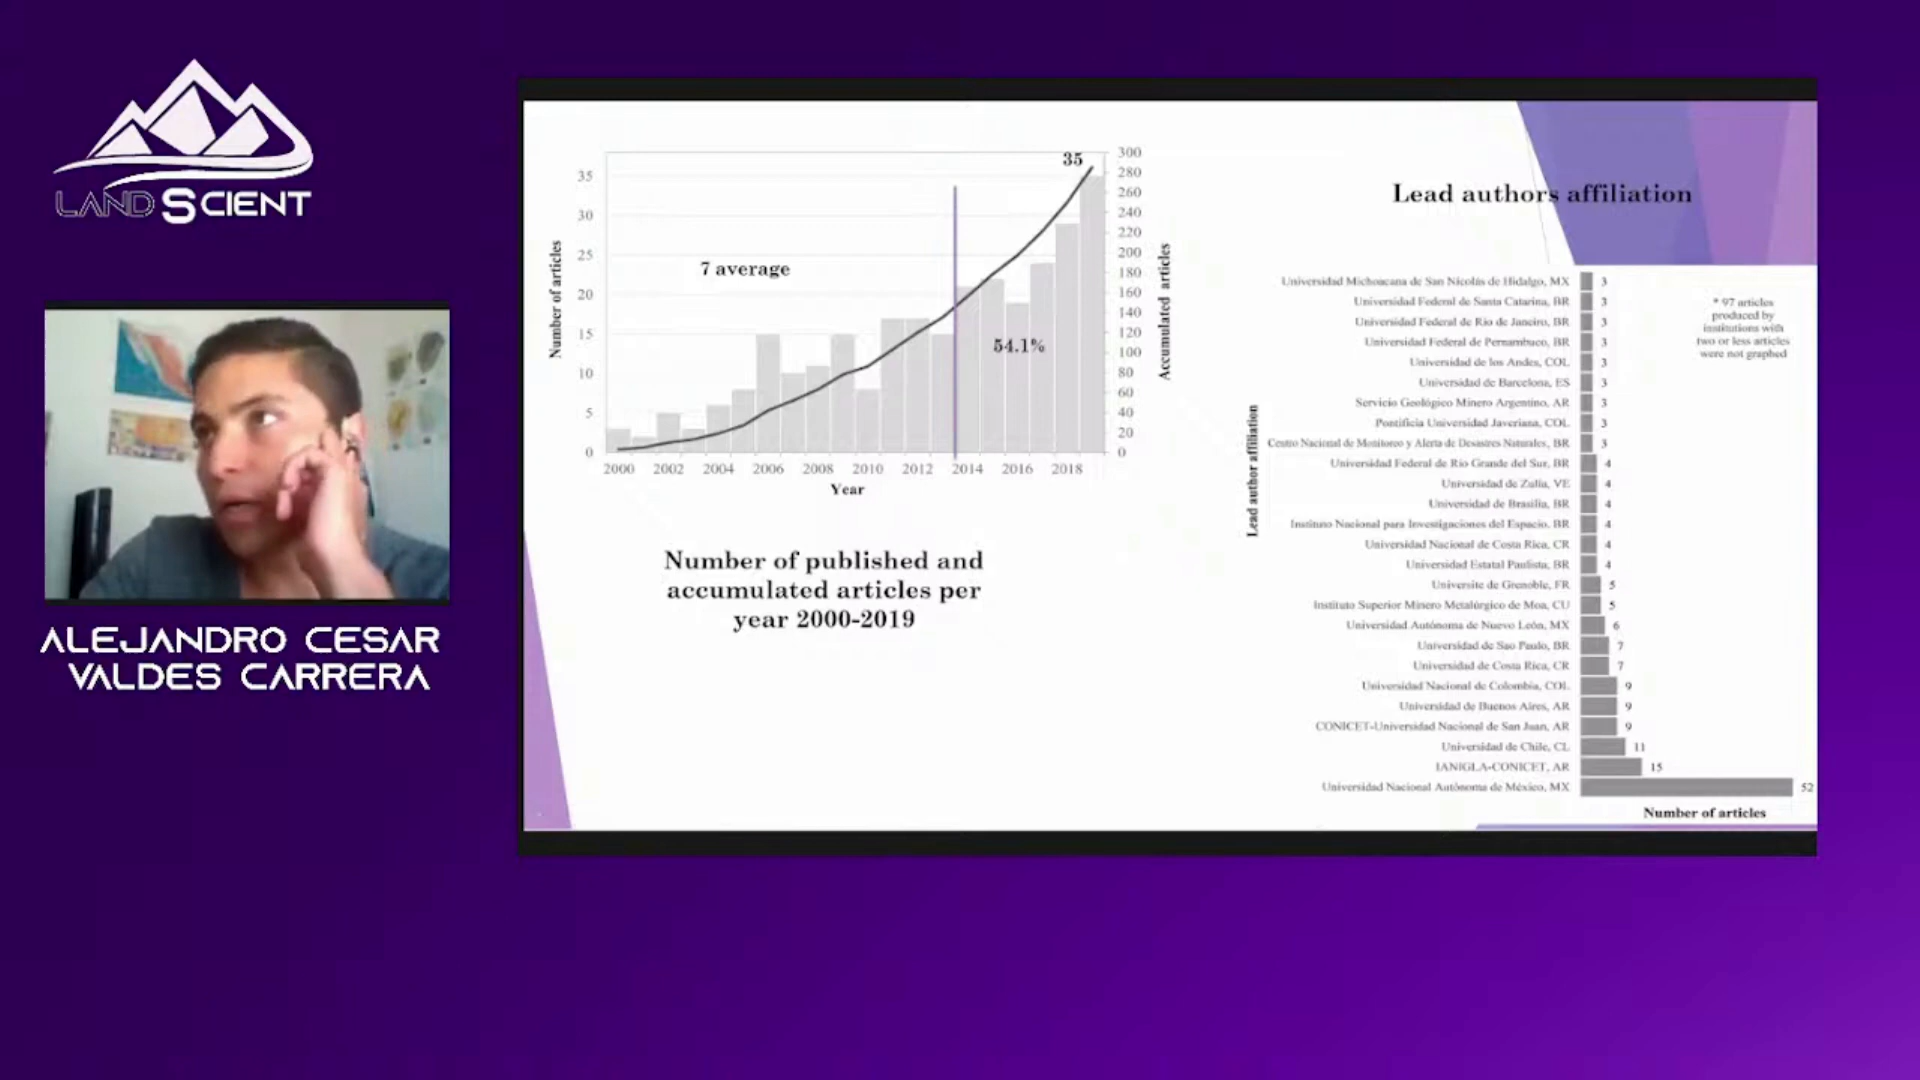 LANDSCIENT
ALEJANDRO CESAR
VALDES CARRERA
35
7 average
54.1%
Number of articles
35
30
25
20
15
10
5
0
Accumulated articles
300
280
260
240
220
200
180
160
140
120
100
80
60
40
20
0
2000 2002 2004 2006 2008 2010 2012 2014 2016 2018
Year
Number of published and
accumulated articles per
year 2000-2019
Lead authors affiliation
Lead author affiliation
Universidad Michoacana de San Nicolás de Hidalgo, MX 3
Universidad Federal de Santa Catarina, BR 3
Universidad Federal de Rio de Janeiro, BR 3
Universidad Federal de Pernambuco, BR 3
Universidad de los Andes, COL 3
Universidad de Barcelona, ES 3
Servicio Geológico Minero Argentino, AR 3
Pontificia Universidad Javeriana, COL 3
Centro Nacional de Monitoreo y Alerta de Desastres Naturales, BR 3
Universidad Federal de Rio Grande del Sur, BR 4
Universidad de Zulia, VE 4
Universidad de Brasilia, BR 4
Instituto Nacional para Investigaciones del Espacio, BR 4
Universidad Nacional de Costa Rica, CR 4
Universidad Estatal Paulista, BR 4
Universite de Grenoble, FR 5
Instituto Superior Minero Metalúrgico de Moa, CU 5
Universidad Autónoma de Nuevo León, MX 6
Universidad de Sao Paulo, BR 7
Universidad de Costa Rica, CR 7
Universidad Nacional de Colombia, COL 9
Universidad de Buenos Aires, AR 9
CONICET-Universidad Nacional de San Juan, AR 9
Universidad de Chile, CL 11
IANIGLA-CONICET, AR 15
Universidad Nacional Autónoma de México, MX 52
Number of articles
* 97 articles
produced by
institutions with
two or less articles
were not graphed